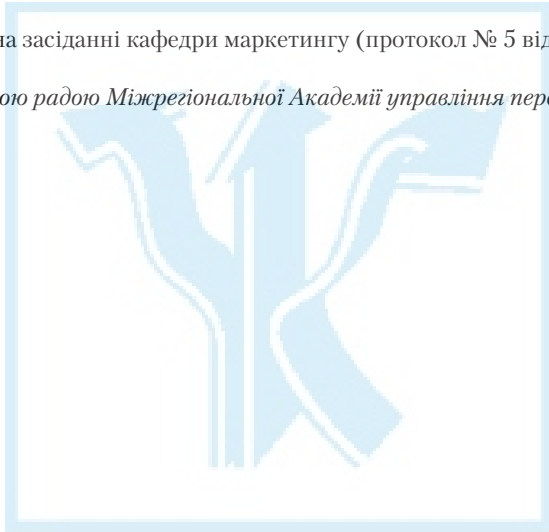 на засіданні кафедри маркетингу (протокол № 5 від
ою радою Міжрегіональної Академії управління пер